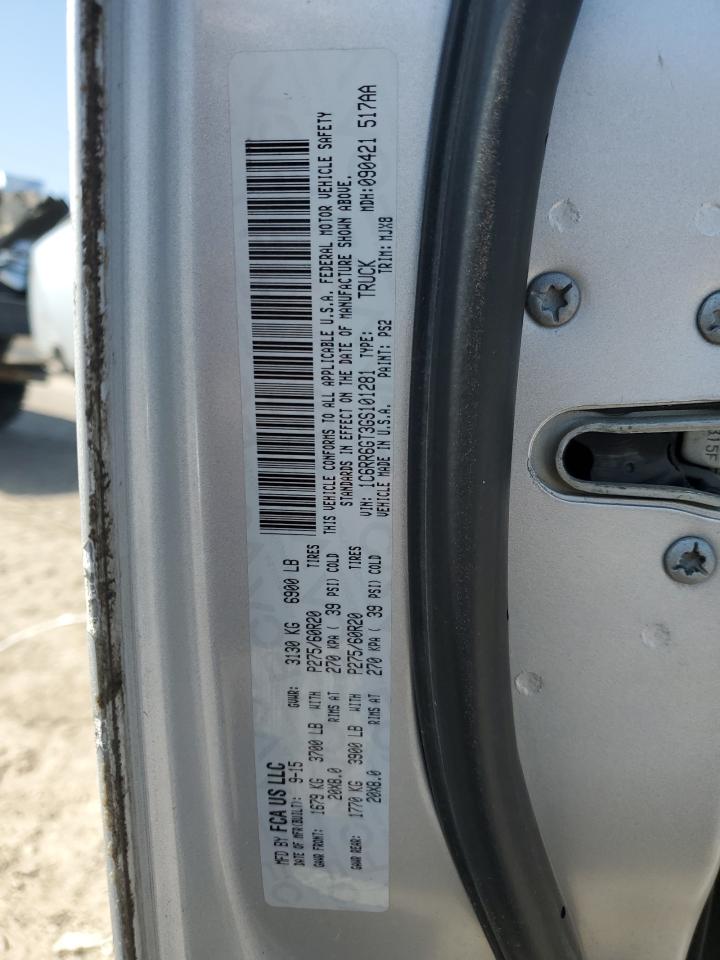 MFD BY FCA US LLC
DATE OF MFR(BUILT): 9-15 GVWR: 3130 KG 6900 LB
GAWR FRONT: 1679 KG 3700 LB WITH P275/60R20 TIRES
20X8.0 RIMS AT 270 KPA ( 39 PSI) COLD
GAWR REAR: 1770 KG 3900 LB WITH P275/60R20 TIRES
20X8.0 RIMS AT 270 KPA ( 39 PSI) COLD
THIS VEHICLE CONFORMS TO ALL APPLICABLE U.S.A. FEDERAL MOTOR VEHICLE SAFETY
STANDARDS IN EFFECT ON THE DATE OF MANUFACTURE SHOWN ABOVE.
VIN: 1C6RR6GT3GS101281 TYPE: TRUCK MDH:090421 517AA
VEHICLE MADE IN U.S.A. PAINT: PS2 TRIM: MJX8